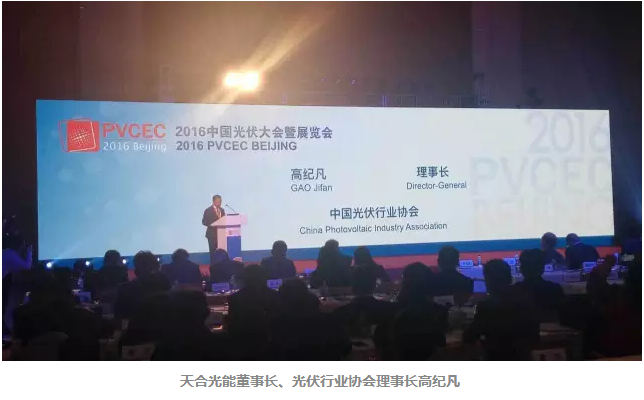 PVCEC
2016 Beijing
2016中国光伏大会暨展览会
2016 PVCEC BEIJING
2016
PVCEC
BEIJING
高纪凡 理事长
GAO Jifan Director-General
中国光伏行业协会
China Photovoltaic Industry Association
天合光能董事长、光伏行业协会理事长高纪凡